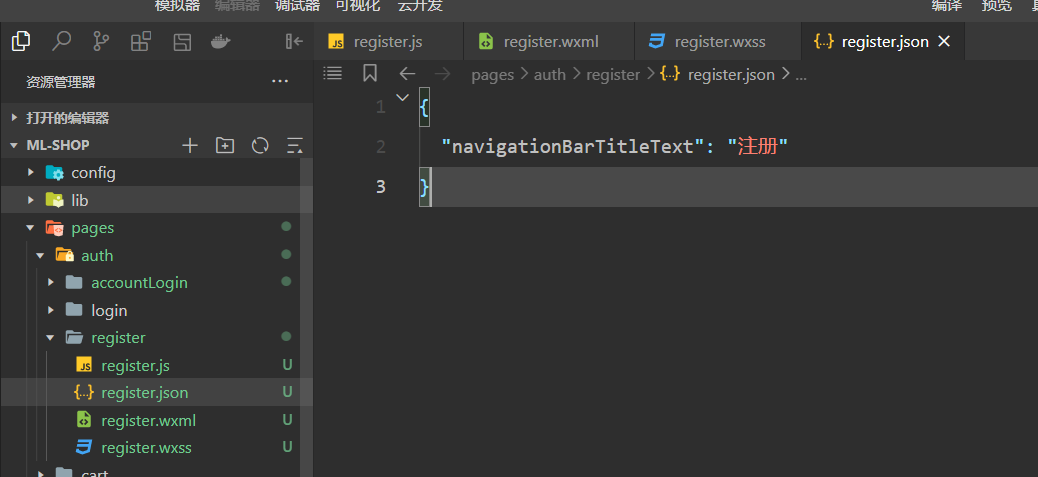 模拟器 编辑器 调试器 可视化 云开发 编译 预览
register.js register.wxml register.wxss {..} register.json
资源管理器 ...
pages > auth > register > {..} register.json > ...
打开的编辑器
ML-SHOP
config
lib
pages
auth
accountLogin
login
register
JS register.js U
{..} register.json U
register.wxml U
register.wxss U
cart
1 {
2 "navigationBarTitleText": "注册"
3 }